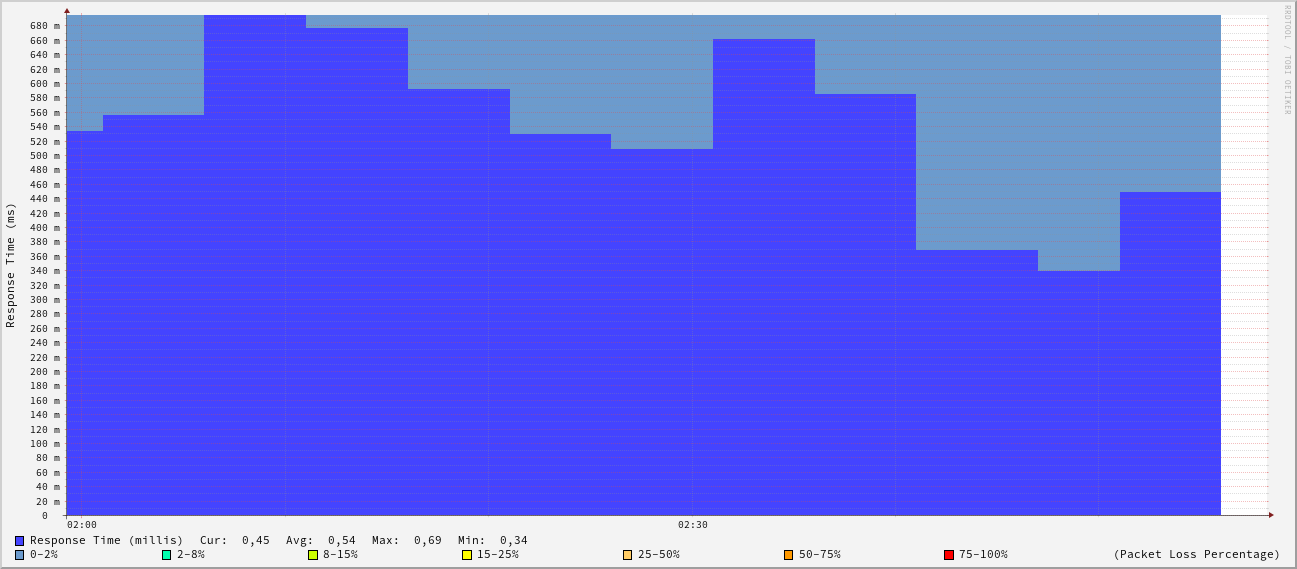 RRDTOOL / TOBI OETIKER
Response Time (ms)
680 m
660 m
640 m
620 m
600 m
580 m
560 m
540 m
520 m
500 m
480 m
460 m
440 m
420 m
400 m
380 m
360 m
340 m
320 m
300 m
280 m
260 m
240 m
220 m
200 m
180 m
160 m
140 m
120 m
100 m
80 m
60 m
40 m
20 m
0
02:00 02:30
Response Time (millis) Cur: 0,45 Avg: 0,54 Max: 0,69 Min: 0,34
0-2% 2-8% 8-15% 15-25% 25-50% 50-75% 75-100% (Packet Loss Percentage)